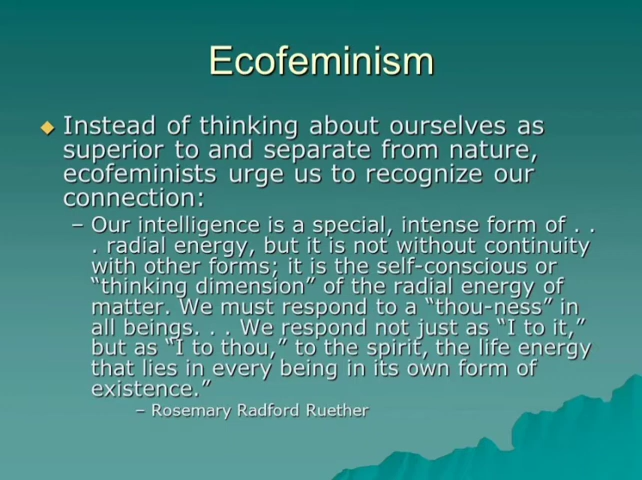 Ecofeminism
◆ Instead of thinking about ourselves as
superior to and separate from nature,
ecofeminists urge us to recognize our
connection:
– Our intelligence is a special, intense form of . .
. radial energy, but it is not without continuity
with other forms; it is the self-conscious or
“thinking dimension” of the radial energy of
matter. We must respond to a “thou-ness” in
all beings. . . We respond not just as “I to it,”
but as “I to thou,” to the spirit, the life energy
that lies in every being in its own form of
existence.”
– Rosemary Radford Ruether